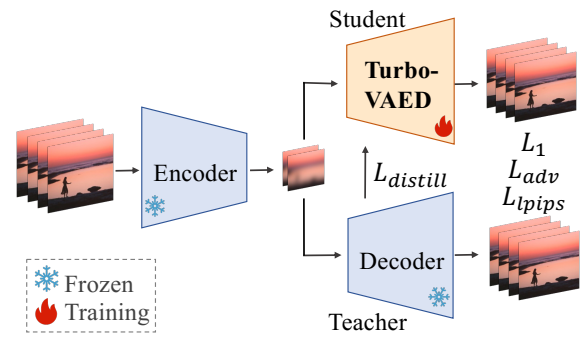 Student
Turbo-
VAED
Encoder
L_distill
L_1
L_adv
L_lpips
Decoder
Teacher
Frozen
Training